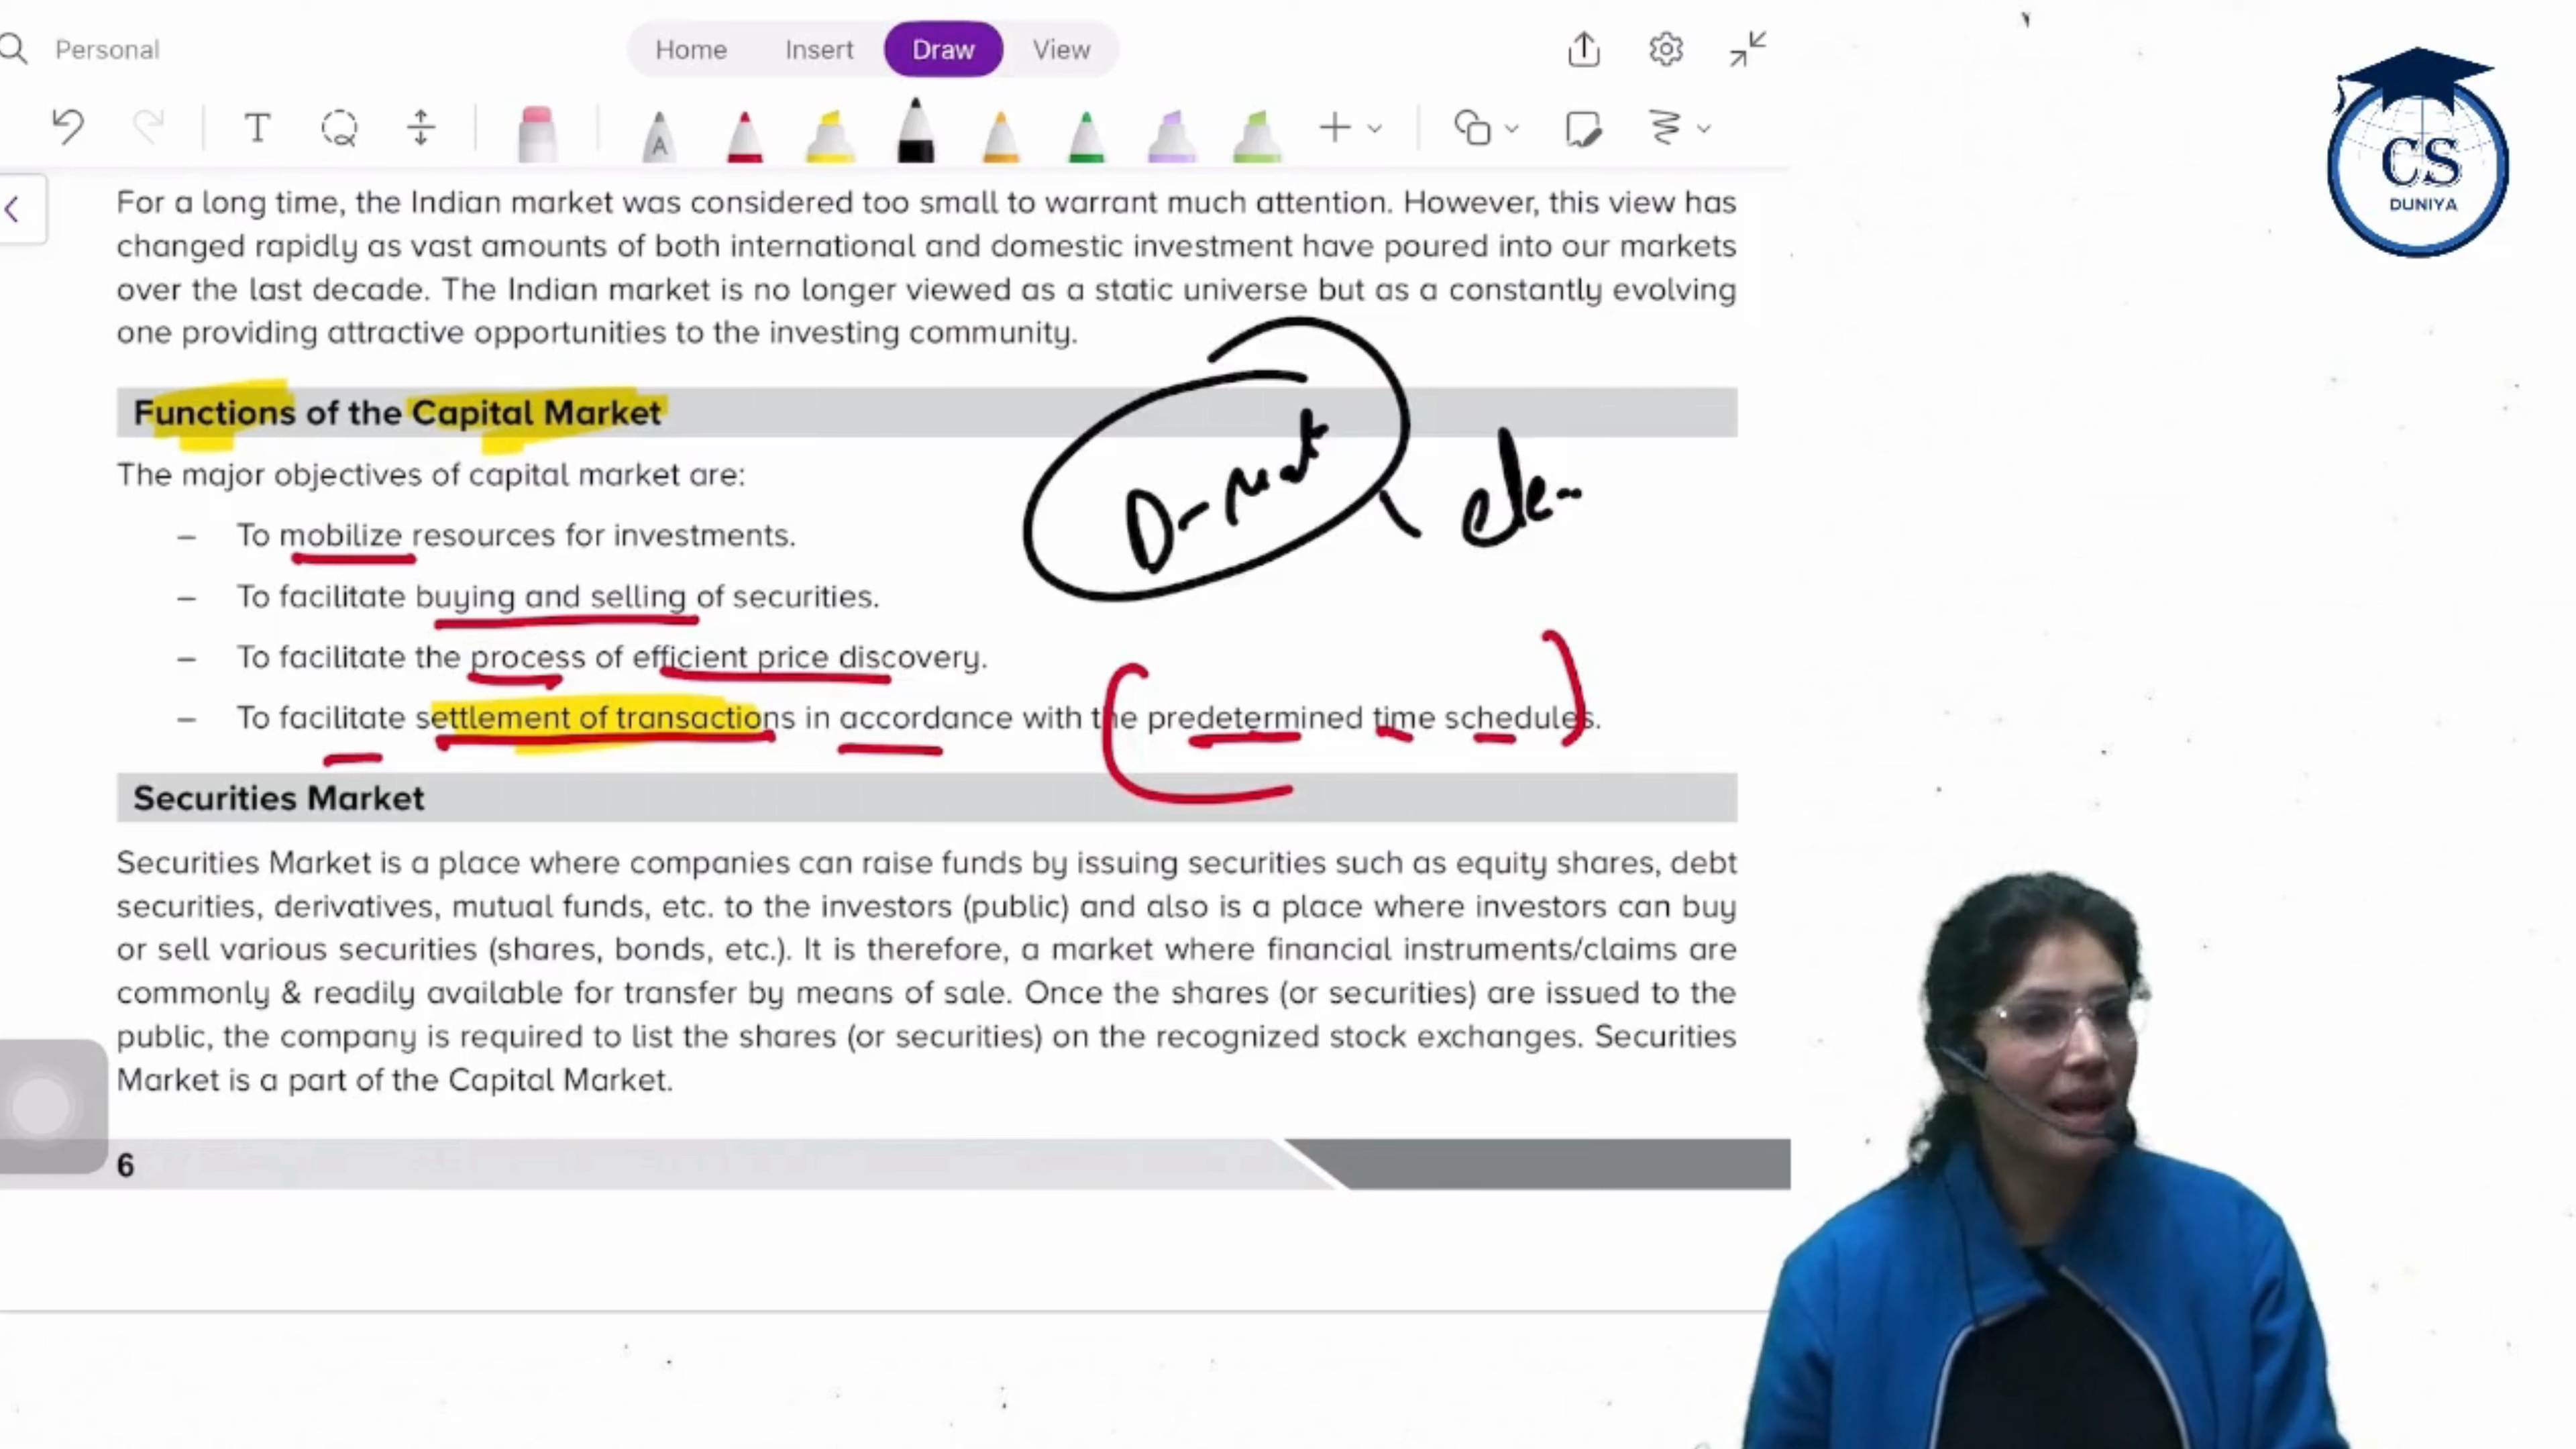 Personal
Home Insert Draw View
T
A
CS
DUNIYA
For a long time, the Indian market was considered too small to warrant much attention. However, this view has
changed rapidly as vast amounts of both international and domestic investment have poured into our markets
over the last decade. The Indian market is no longer viewed as a static universe but as a constantly evolving
one providing attractive opportunities to the investing community.
Functions of the Capital Market
The major objectives of capital market are:
– To mobilize resources for investments.
D-Mat
– To facilitate buying and selling of securities.
– To facilitate the process of efficient price discovery.
– To facilitate settlement of transactions in accordance with the predetermined time schedules.
Securities Market
Securities Market is a place where companies can raise funds by issuing securities such as equity shares, debt
securities, derivatives, mutual funds, etc. to the investors (public) and also is a place where investors can buy
or sell various securities (shares, bonds, etc.). It is therefore, a market where financial instruments/claims are
commonly & readily available for transfer by means of sale. Once the shares (or securities) are issued to the
public, the company is required to list the shares (or securities) on the recognized stock exchanges. Securities
Market is a part of the Capital Market.
6